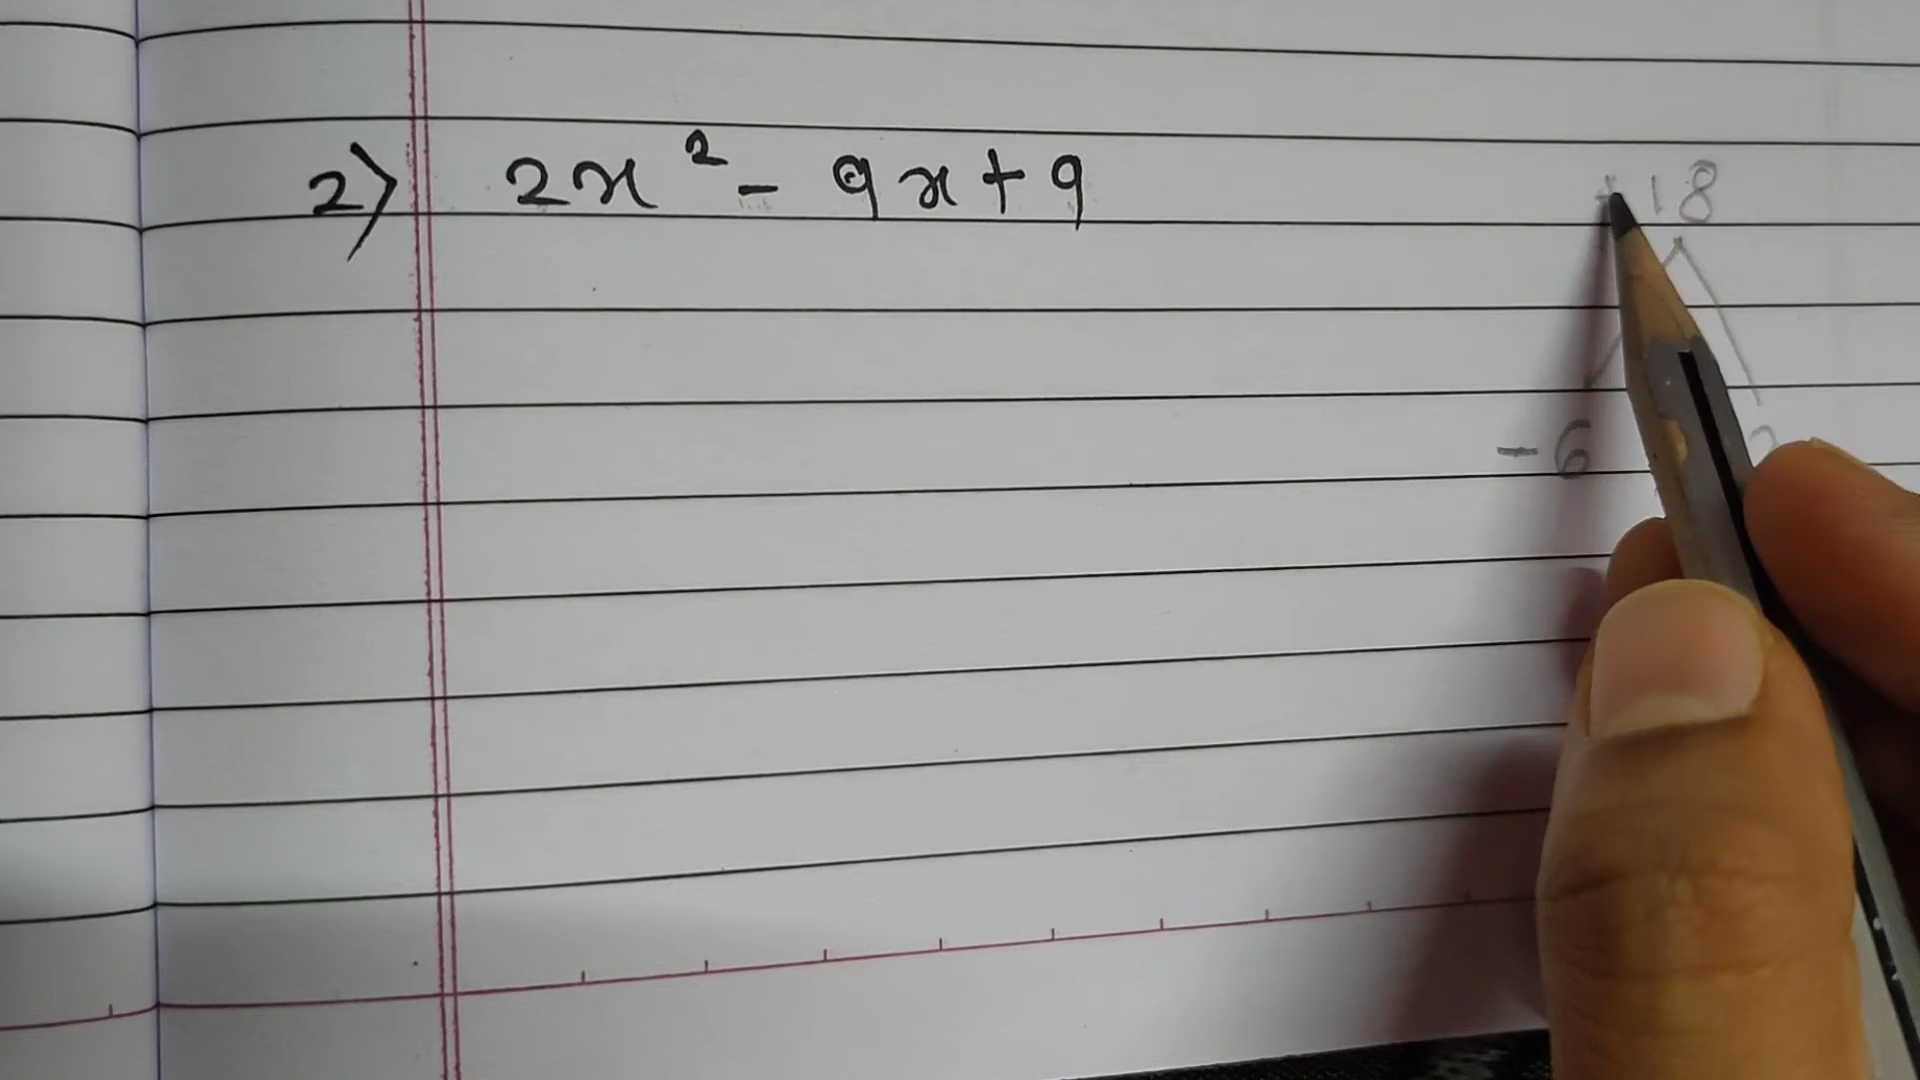 2) 2x² - 9x + 9
+18
- 6